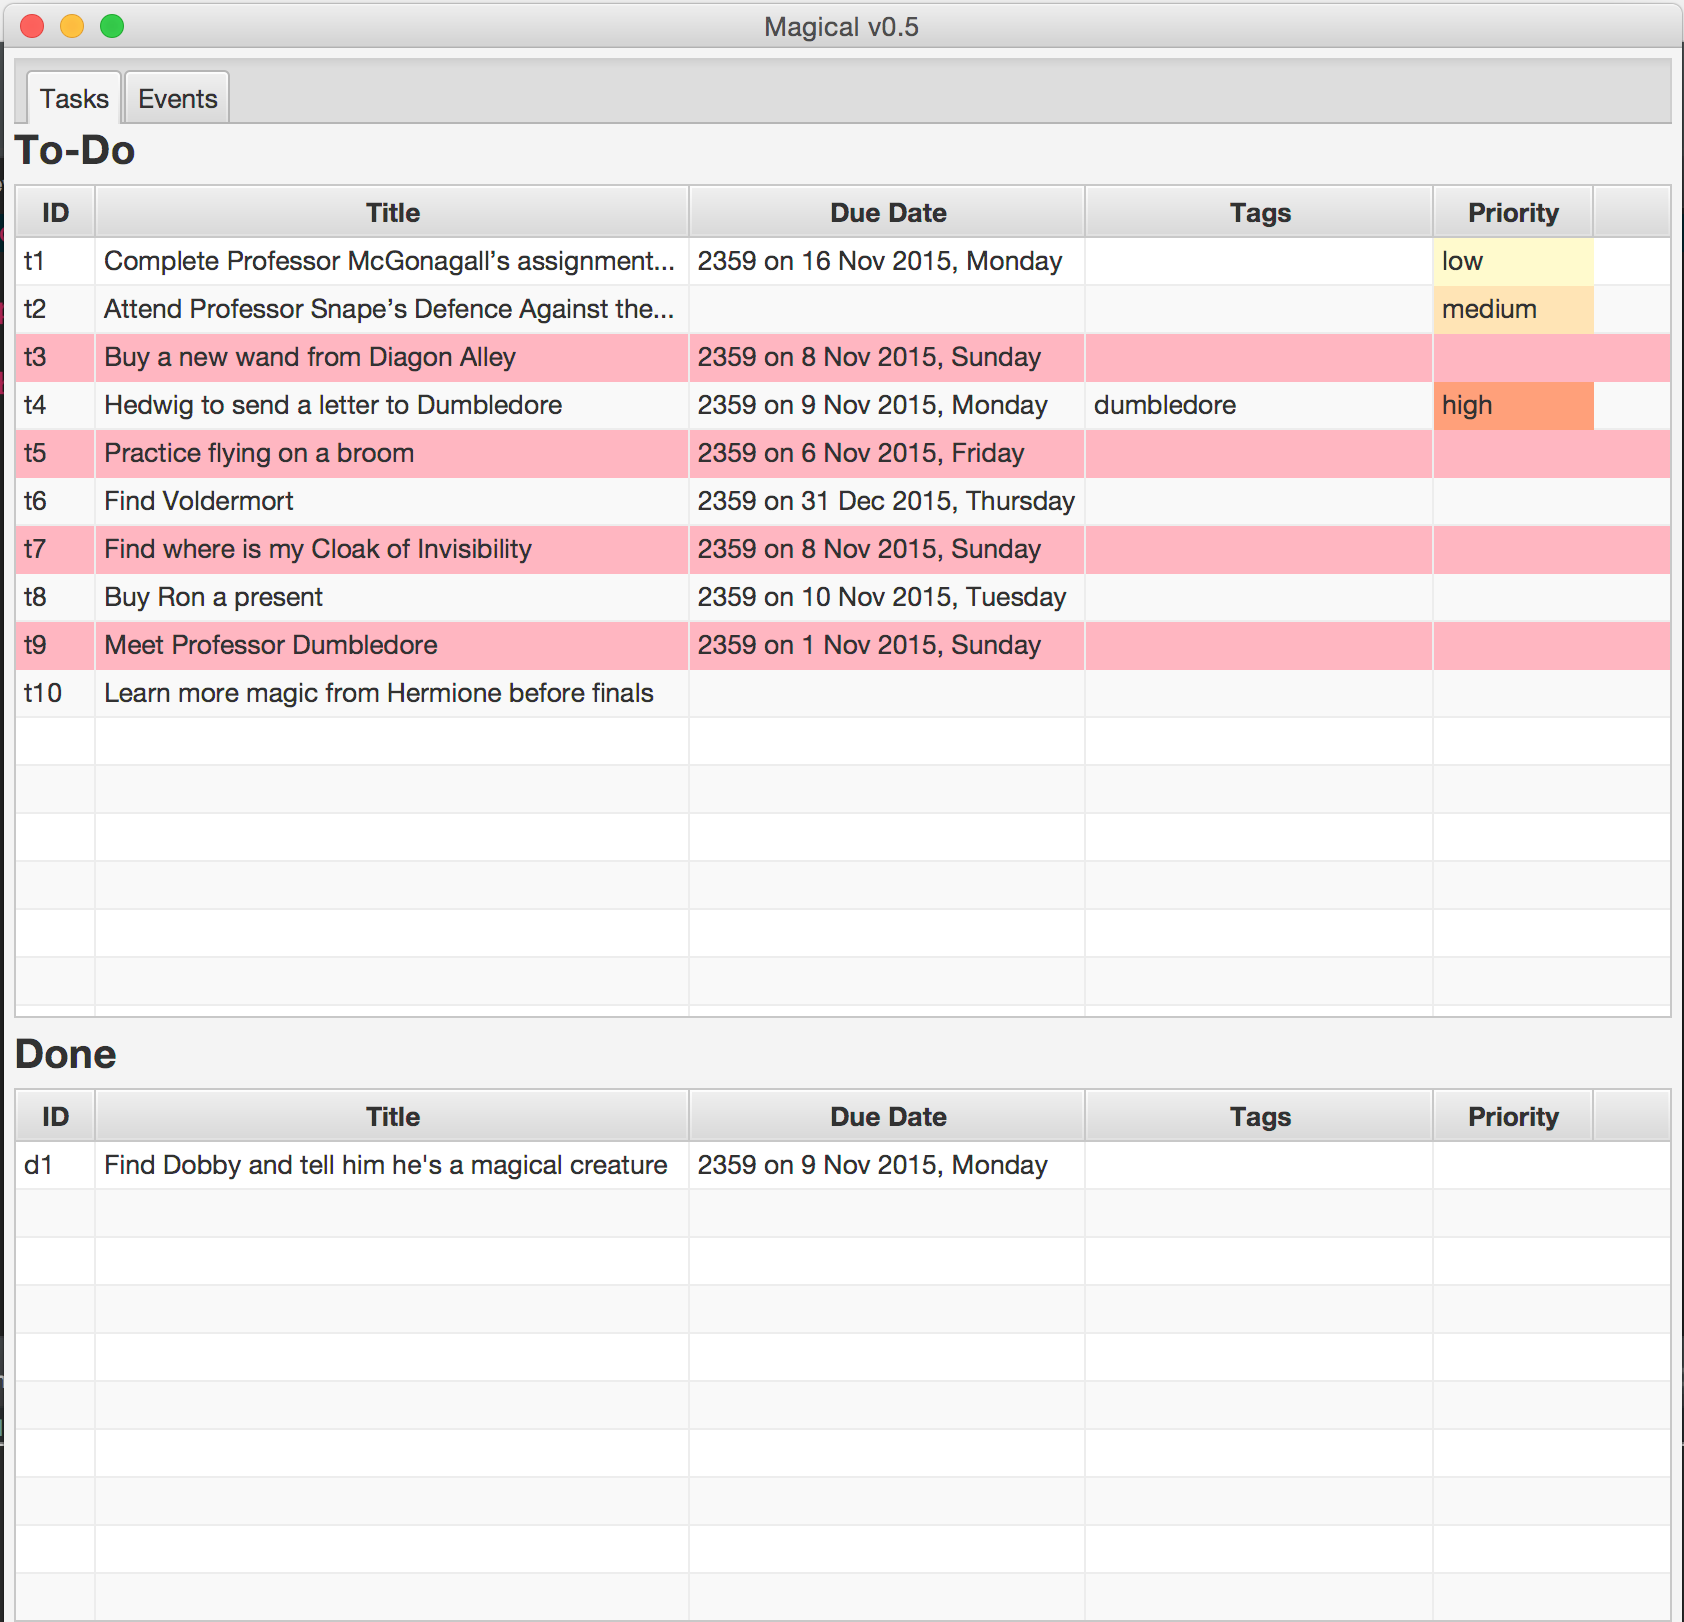 Magical v0.5
Tasks Events
To-Do
ID Title Due Date Tags Priority
t1 Complete Professor McGonagall’s assignment... 2359 on 16 Nov 2015, Monday low
t2 Attend Professor Snape’s Defence Against the... medium
t3 Buy a new wand from Diagon Alley 2359 on 8 Nov 2015, Sunday
t4 Hedwig to send a letter to Dumbledore 2359 on 9 Nov 2015, Monday dumbledore high
t5 Practice flying on a broom 2359 on 6 Nov 2015, Friday
t6 Find Voldermort 2359 on 31 Dec 2015, Thursday
t7 Find where is my Cloak of Invisibility 2359 on 8 Nov 2015, Sunday
t8 Buy Ron a present 2359 on 10 Nov 2015, Tuesday
t9 Meet Professor Dumbledore 2359 on 1 Nov 2015, Sunday
t10 Learn more magic from Hermione before finals
Done
ID Title Due Date Tags Priority
d1 Find Dobby and tell him he's a magical creature 2359 on 9 Nov 2015, Monday